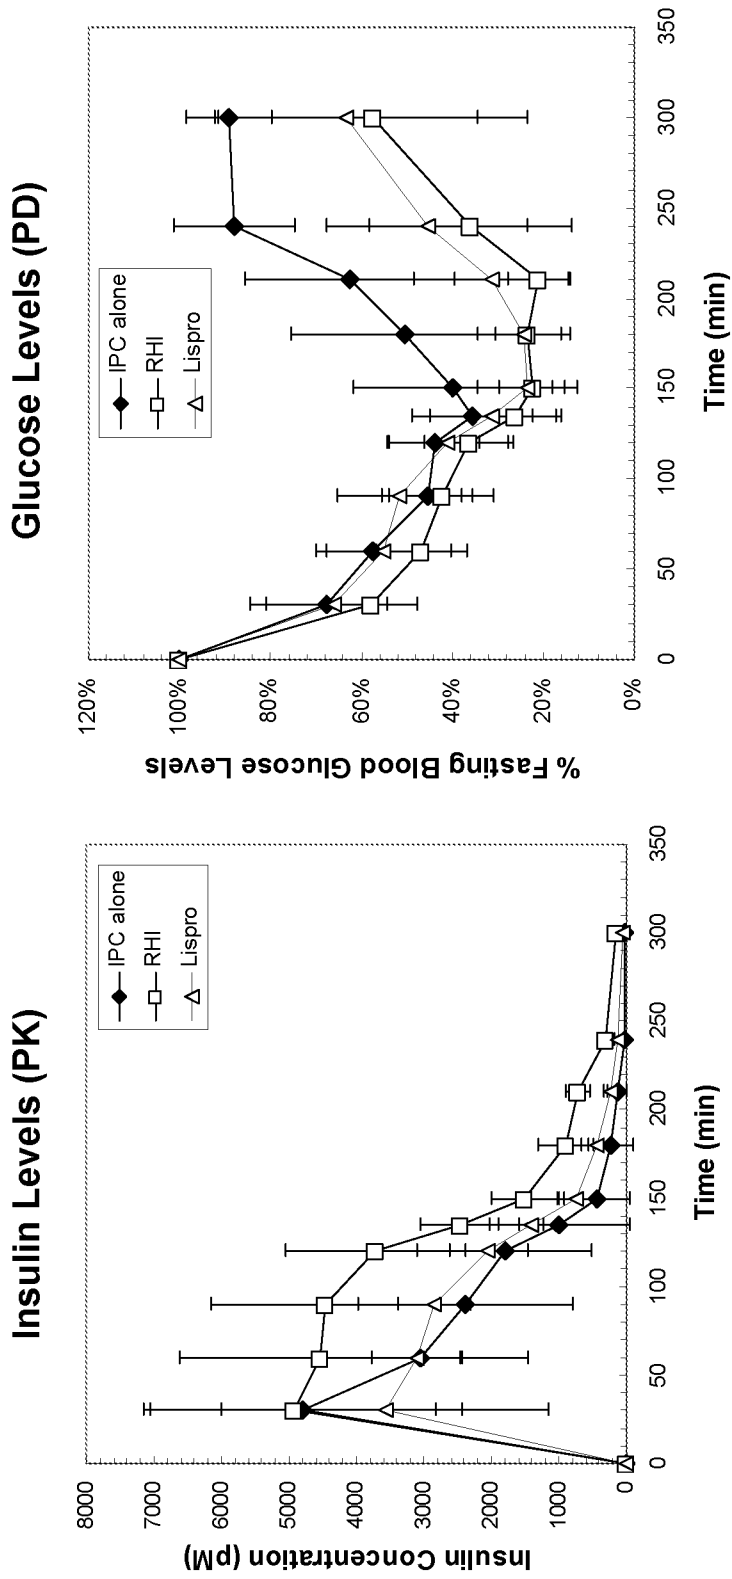 Insulin Levels (PK)
Insulin Concentration (pM)
8000
7000
6000
5000
4000
3000
2000
1000
0
IPC alone
RHI
Lispro
0
50
100
150
200
250
300
350
Time (min)
Glucose Levels (PD)
% Fasting Blood Glucose Levels
120%
100%
80%
60%
40%
20%
0%
IPC alone
RHI
Lispro
0
50
100
150
200
250
300
350
Time (min)